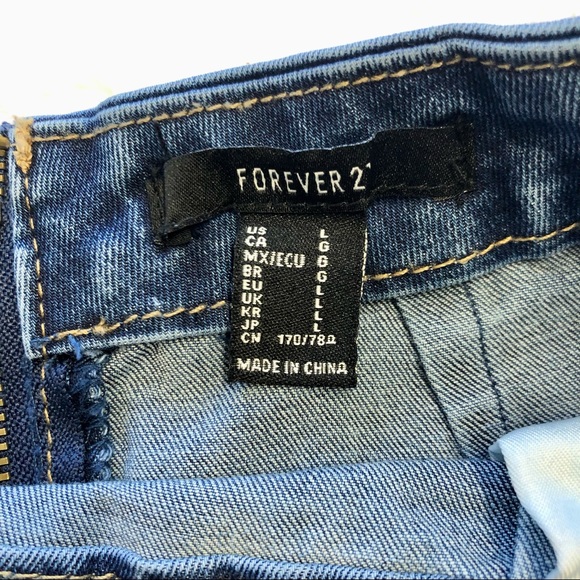 FOREVER 21
US L
CA G
MX/ECU G
BR G
EU L
UK L
KR L
JP L
CN 170/78A
MADE IN CHINA